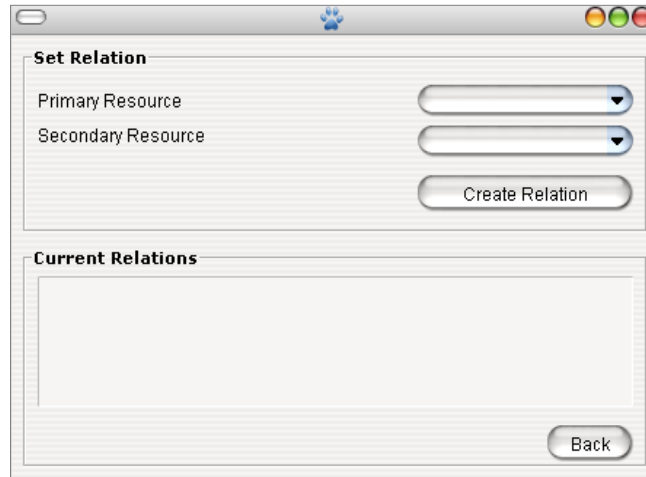 Set Relation
Primary Resource
Secondary Resource
Create Relation
Current Relations
Back